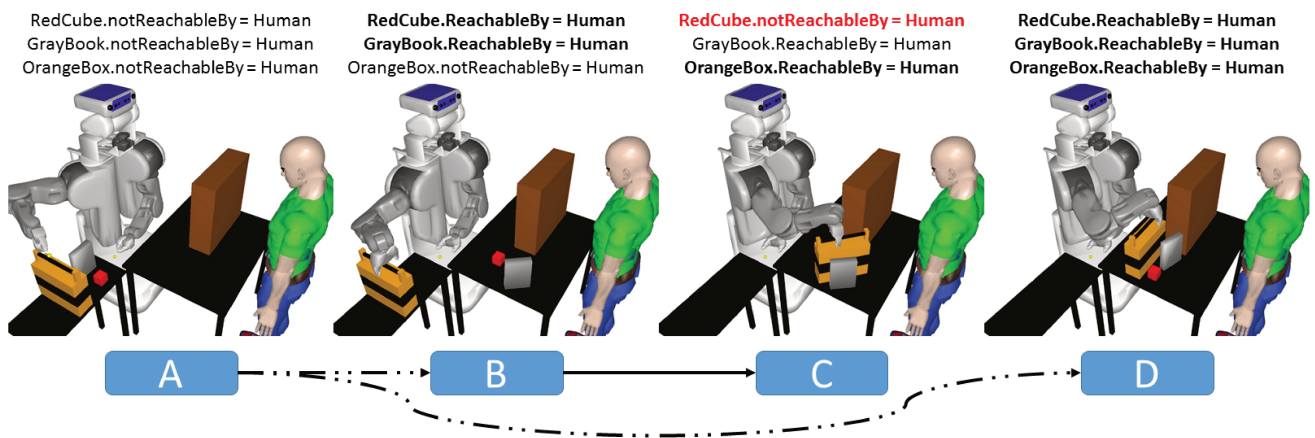 RedCube.notReachableBy = Human
GrayBook.notReachableBy = Human
OrangeBox.notReachableBy = Human
RedCube.ReachableBy = Human
GrayBook.ReachableBy = Human
OrangeBox.notReachableBy = Human
RedCube.notReachableBy = Human
GrayBook.ReachableBy = Human
OrangeBox.ReachableBy = Human
RedCube.ReachableBy = Human
GrayBook.ReachableBy = Human
OrangeBox.ReachableBy = Human
A
B
C
D